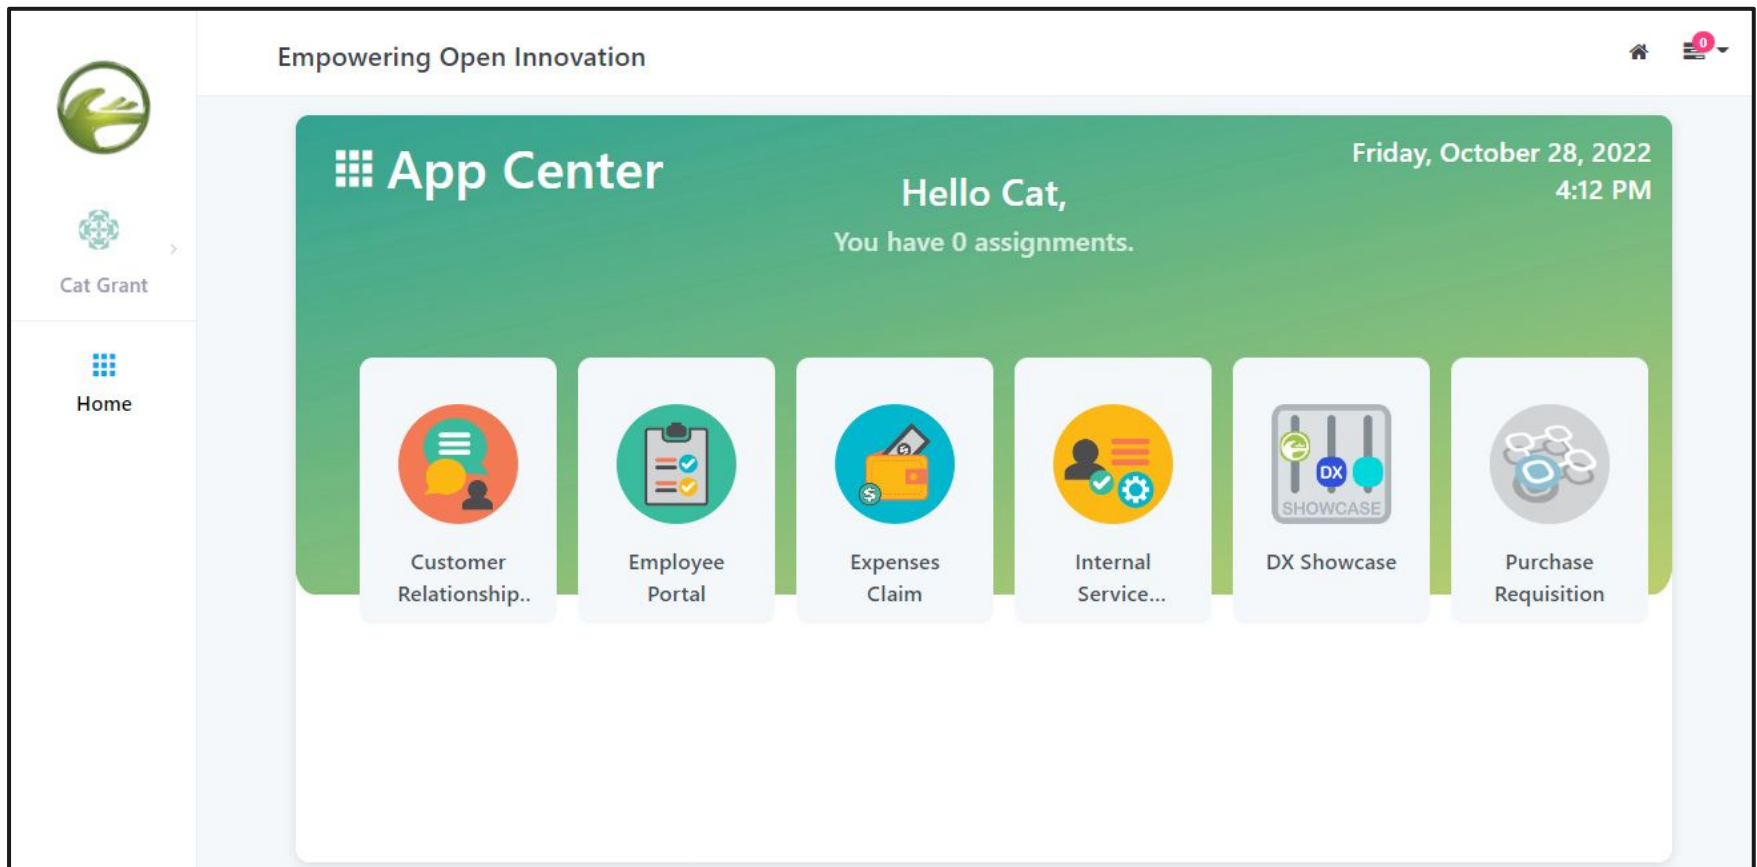 Empowering Open Innovation
0
Cat Grant
Home
App Center
Friday, October 28, 2022
4:12 PM
Hello Cat,
You have 0 assignments.
Customer
Relationship..
Employee
Portal
Expenses
Claim
Internal
Service...
DX
SHOWCASE
DX Showcase
Purchase
Requisition